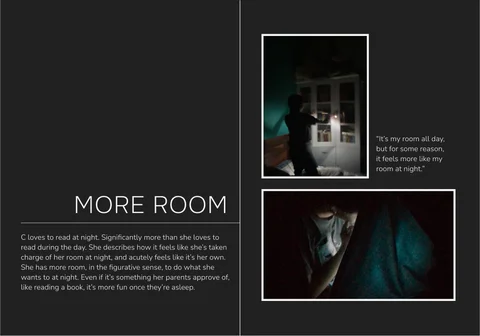 MORE ROOM
C loves to read at night. Significantly more than she loves to
read during the day. She describes how it feels like she's taken
charge of her room at night, and acutely feels like it's her own.
She has more room, in the figurative sense, to do what she
wants to at night. Even if it's something her parents approve of,
like reading a book, it's more fun once they're asleep.
"It's my room all day,
but for some reason,
it feels more like my
room at night."